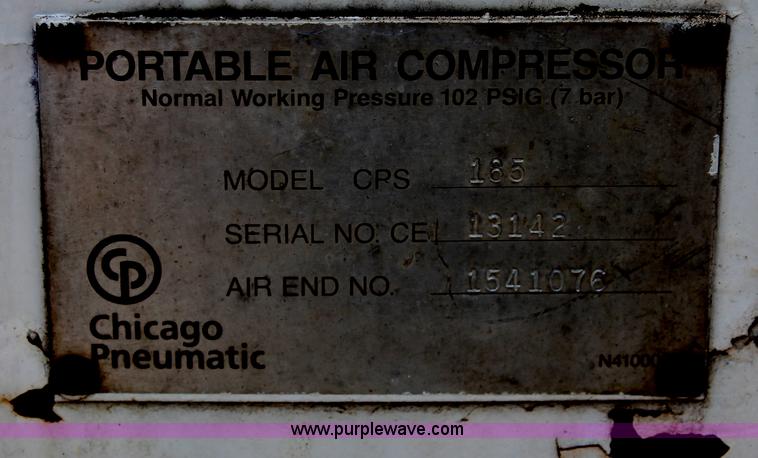 PORTABLE AIR COMPRESSOR
Normal Working Pressure 102 PSIG (7 bar)
MODEL CPS 185
SERIAL NO. CE 13142
AIR END NO. 1541076
CP
Chicago
Pneumatic
www.purplewave.com